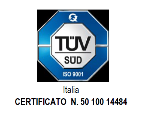 TÜV
SÜD
ISO 9001
Italia
CERTIFICATO N. 50 100 14484